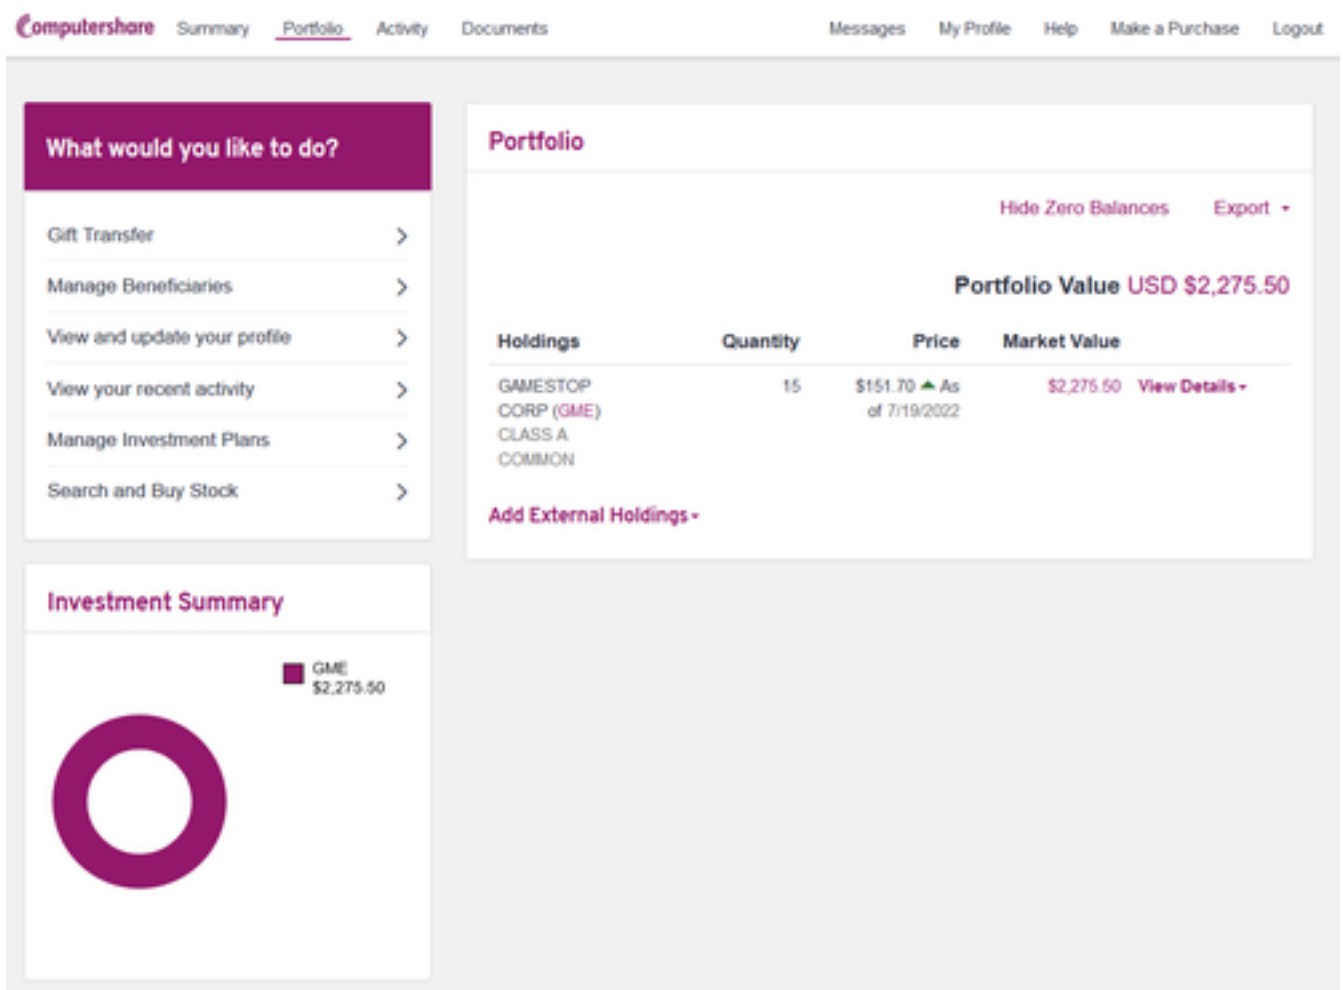 Computershare Summary Portfolio Activity Documents Messages My Profile Help Make a Purchase Logout
What would you like to do?
Gift Transfer
Manage Beneficiaries
View and update your profile
View your recent activity
Manage Investment Plans
Search and Buy Stock
Investment Summary
GME
$2,275.50
Portfolio
Hide Zero Balances Export
Portfolio Value USD $2,275.50
Holdings Quantity Price Market Value
GAMESTOP 15 $151.70 As $2,275.50 View Details
CORP (GME) of 7/19/2022
CLASS A
COMMON
Add External Holdings